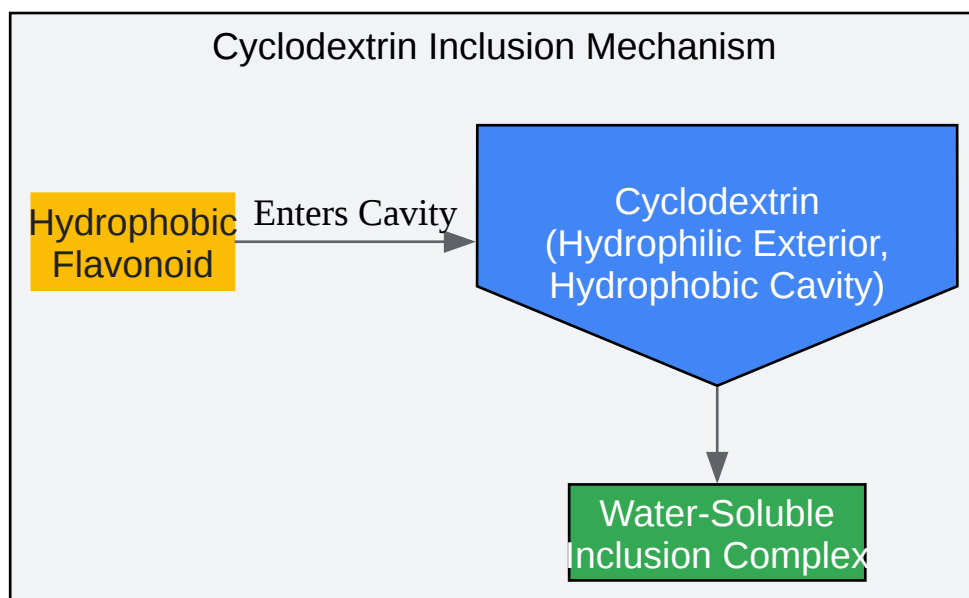 Cyclodextrin Inclusion Mechanism
Hydrophobic
Flavonoid
Enters Cavity
Cyclodextrin
(Hydrophilic Exterior,
Hydrophobic Cavity)
Water-Soluble
Inclusion Complex